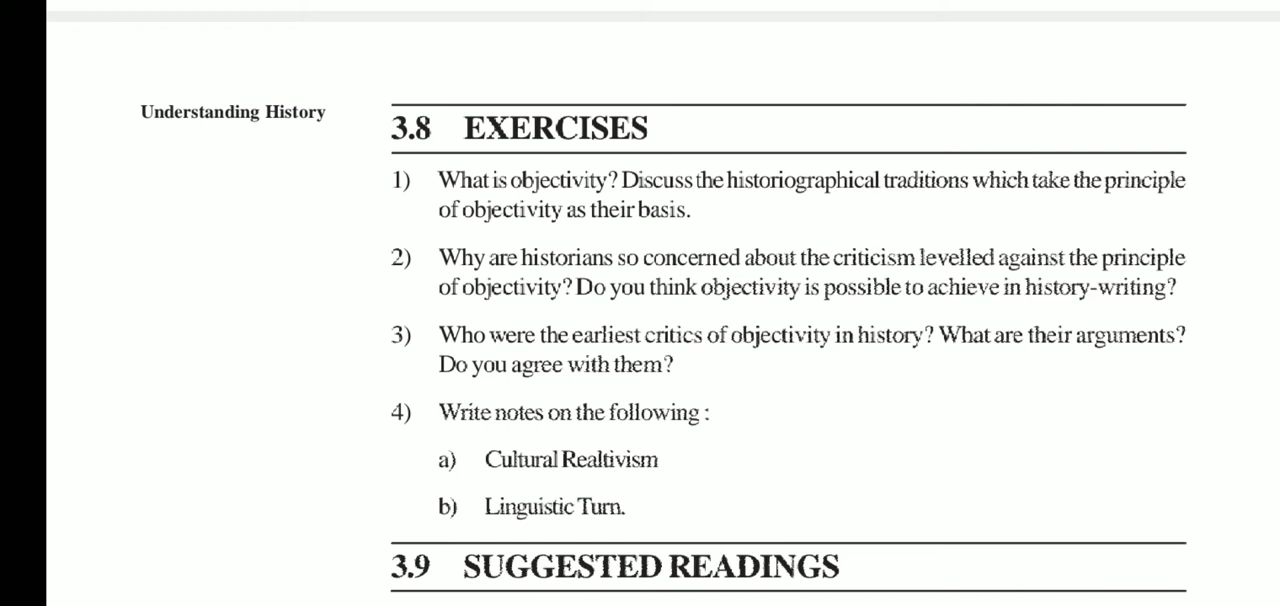 Understanding History
3.8 EXERCISES
1) What is objectivity? Discuss the historiographical traditions which take the principle
of objectivity as their basis.
2) Why are historians so concerned about the criticism levelled against the principle
of objectivity? Do you think objectivity is possible to achieve in history-writing?
3) Who were the earliest critics of objectivity in history? What are their arguments?
Do you agree with them?
4) Write notes on the following :
a) Cultural Realtivism
b) Linguistic Turn.
3.9 SUGGESTED READINGS